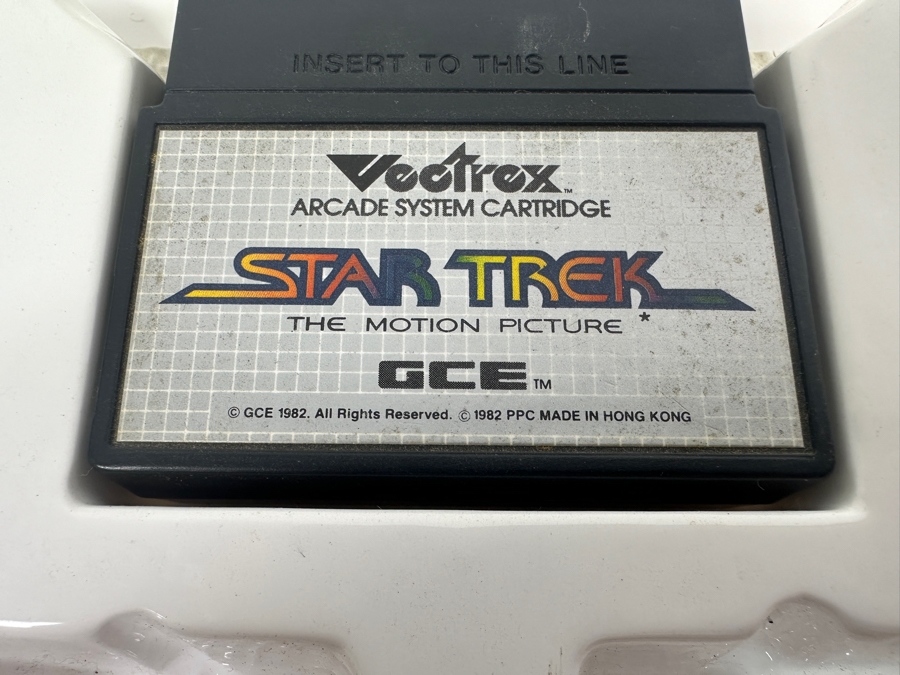 INSERT TO THIS LINE
Vectrex™
ARCADE SYSTEM CARTRIDGE
STAR TREK
THE MOTION PICTURE *
GCE™
© GCE 1982. All Rights Reserved. © 1982 PPC MADE IN HONG KONG